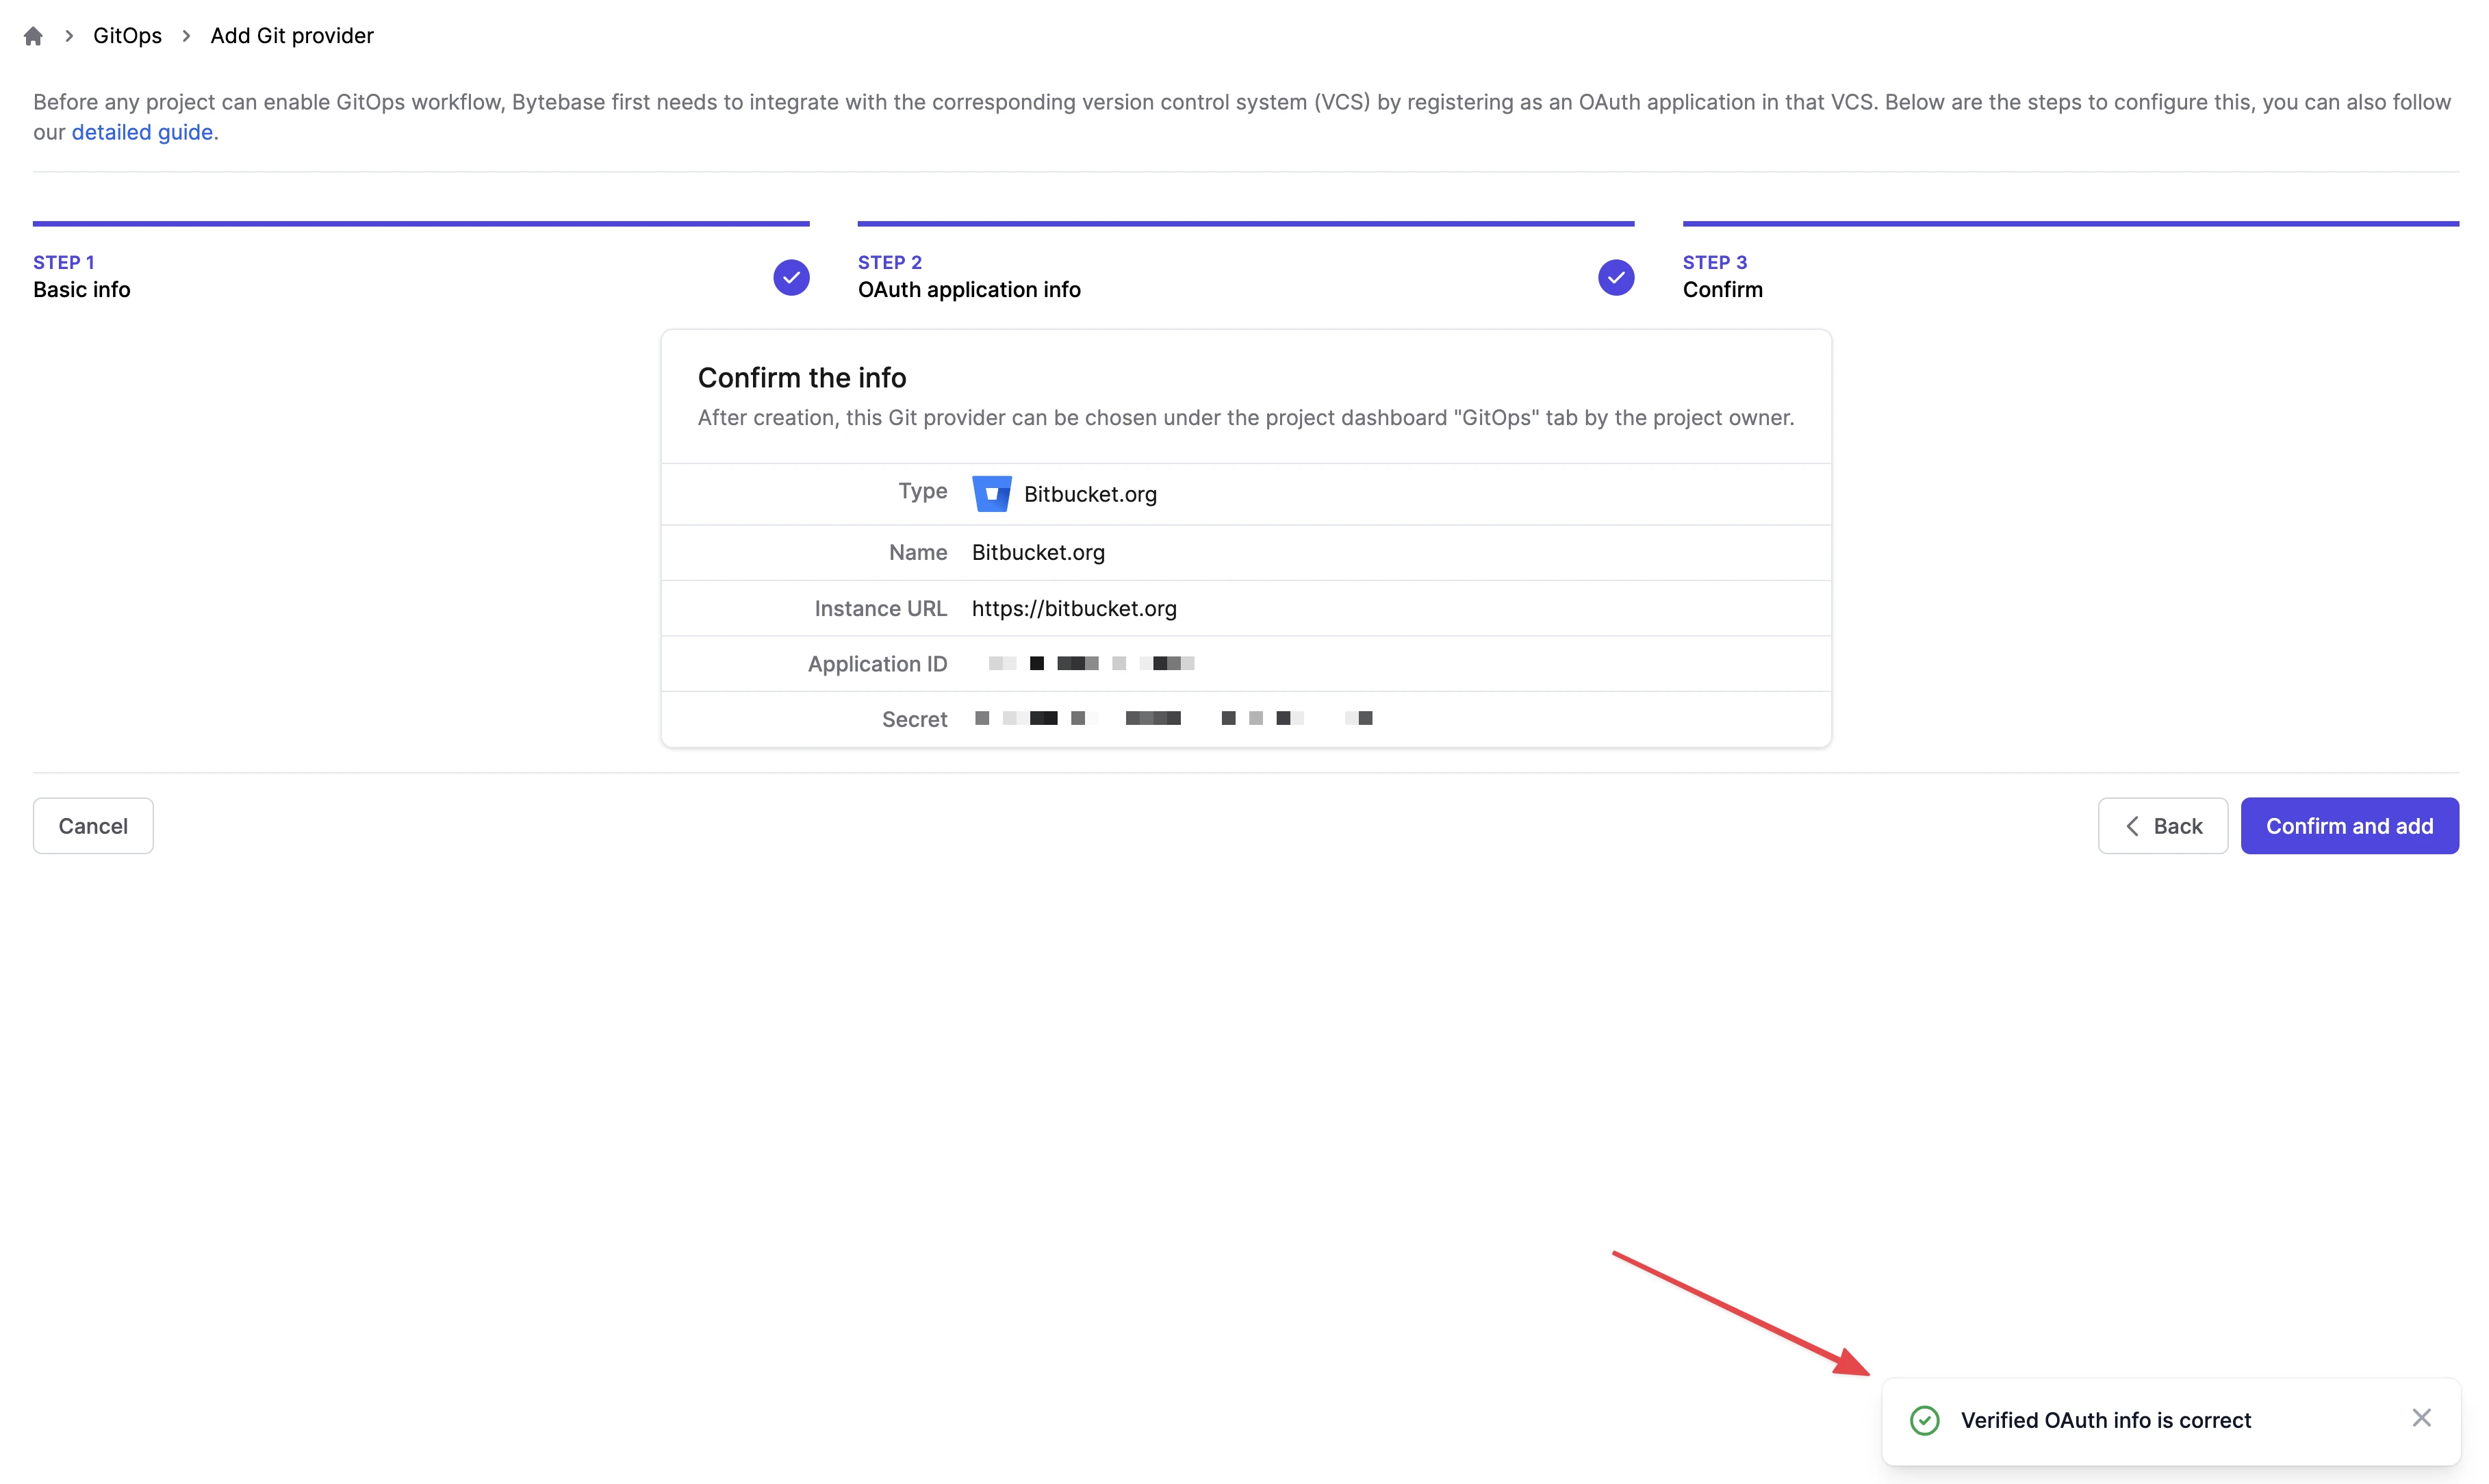 GitOps
Add Git provider
Before any project can enable GitOps workflow, Bytebase first needs to integrate with the corresponding version control system (VCS) by registering as an OAuth application in that VCS. Below are the steps to configure this, you can also follow
our detailed guide.
STEP 1
Basic info
STEP 2
OAuth application info
STEP 3
Confirm
Confirm the info
After creation, this Git provider can be chosen under the project dashboard "GitOps" tab by the project owner.
Type Bitbucket.org
Name Bitbucket.org
Instance URL https://bitbucket.org
Application ID
Secret
Cancel
Back
Confirm and add
Verified OAuth info is correct